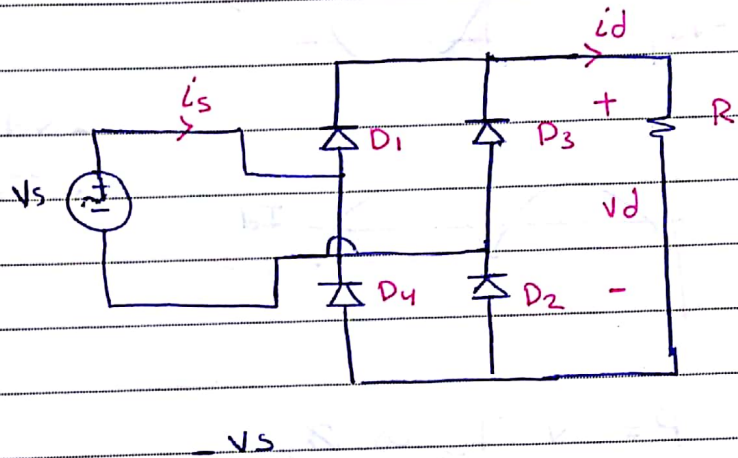 id
is
+
R
D1
D3
Vs
+
vd
D4
D2
-
_ Vs